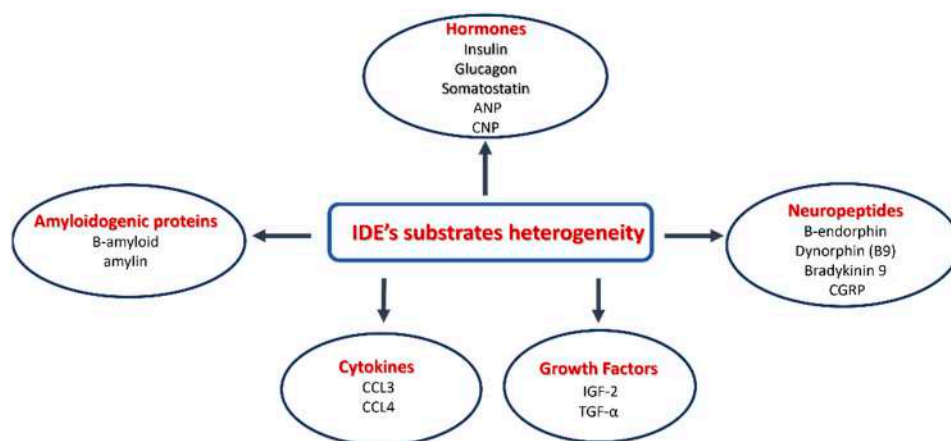 Hormones
Insulin
Glucagon
Somatostatin
ANP
CNP
Amyloidogenic proteins
B-amyloid
amylin
IDE's substrates heterogeneity
Neuropeptides
B-endorphin
Dynorphin (B9)
Bradykinin 9
CGRP
Cytokines
CCL3
CCL4
Growth Factors
IGF-2
TGF-α